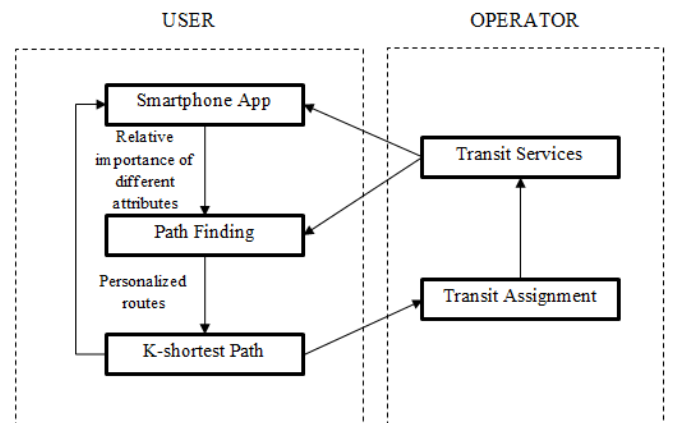 USER
OPERATOR
Smartphone App
Relative
importance of
different
attributes
Path Finding
Personalized
routes
K-shortest Path
Transit Services
Transit Assignment